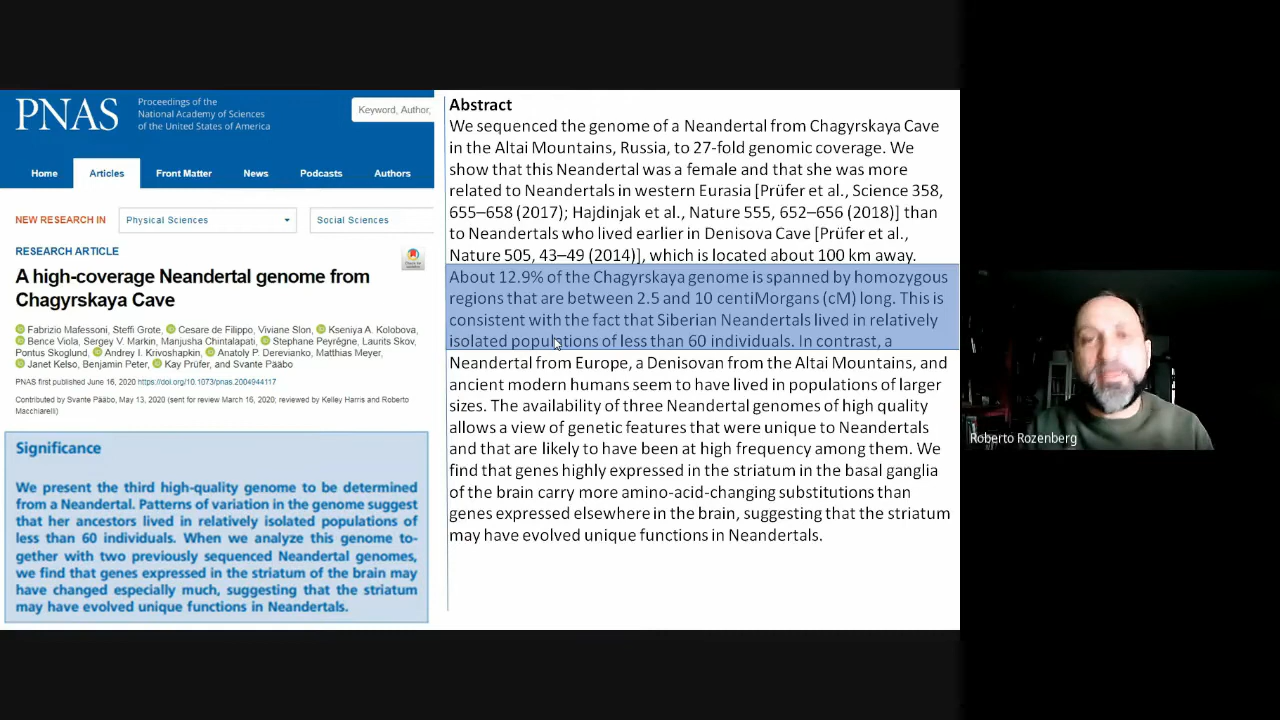 PNAS
Proceedings of the
National Academy of Sciences
of the United States of America
Keyword, Author,
Home
Articles
Front Matter
News
Podcasts
Authors
NEW RESEARCH IN
Physical Sciences
Social Sciences
RESEARCH ARTICLE
A high-coverage Neandertal genome from
Chagyrskaya Cave
Fabrizio Mafessoni, Steffi Grote, Cesare de Filippo, Viviane Slon, Kseniya A. Kolobova,
Bence Viola, Sergey V. Markin, Manjusha Chintalapati, Stephane Peyrégne, Laurits Skov,
Pontus Skoglund, Andrey I. Krivoshapkin, Anatoly P. Derevianko, Matthias Meyer,
Janet Kelso, Benjamin Peter, Kay Prüfer, and Svante Pääbo
PNAS first published June 16, 2020 https://doi.org/10.1073/pnas.2004944117
Contributed by Svante Pääbo, May 13, 2020 (sent for review March 16, 2020; reviewed by Kelley Harris and Roberto
Macchiarelli)
Significance
We present the third high-quality genome to be determined
from a Neandertal. Patterns of variation in the genome suggest
that her ancestors lived in relatively isolated populations of
less than 60 individuals. When we analyze this genome to-
gether with two previously sequenced Neandertal genomes,
we find that genes expressed in the striatum of the brain may
have changed especially much, suggesting that the striatum
may have evolved unique functions in Neandertals.
Abstract
We sequenced the genome of a Neandertal from Chagyrskaya Cave
in the Altai Mountains, Russia, to 27-fold genomic coverage. We
show that this Neandertal was a female and that she was more
related to Neandertals in western Eurasia [Prüfer et al., Science 358,
655–658 (2017); Hajdinjak et al., Nature 555, 652–656 (2018)] than
to Neandertals who lived earlier in Denisova Cave [Prüfer et al.,
Nature 505, 43–49 (2014)], which is located about 100 km away.
About 12.9% of the Chagyrskaya genome is spanned by homozygous
regions that are between 2.5 and 10 centiMorgans (cM) long. This is
consistent with the fact that Siberian Neandertals lived in relatively
isolated populations of less than 60 individuals. In contrast, a
Neandertal from Europe, a Denisovan from the Altai Mountains, and
ancient modern humans seem to have lived in populations of larger
sizes. The availability of three Neandertal genomes of high quality
allows a view of genetic features that were unique to Neandertals
and that are likely to have been at high frequency among them. We
find that genes highly expressed in the striatum in the basal ganglia
of the brain carry more amino-acid-changing substitutions than
genes expressed elsewhere in the brain, suggesting that the striatum
may have evolved unique functions in Neandertals.
Roberto Rozenberg